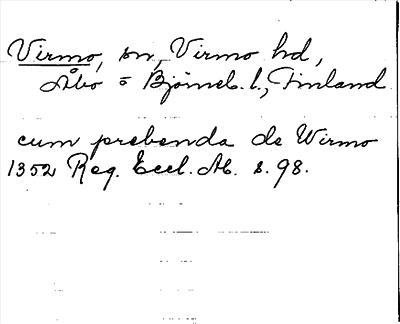 Virmo, sn, Virmo hd,
Åbo o Björneb. l., Finland
cum prebenda de Wirmo
1352 Reg. Eccl. Ab. s. 98.